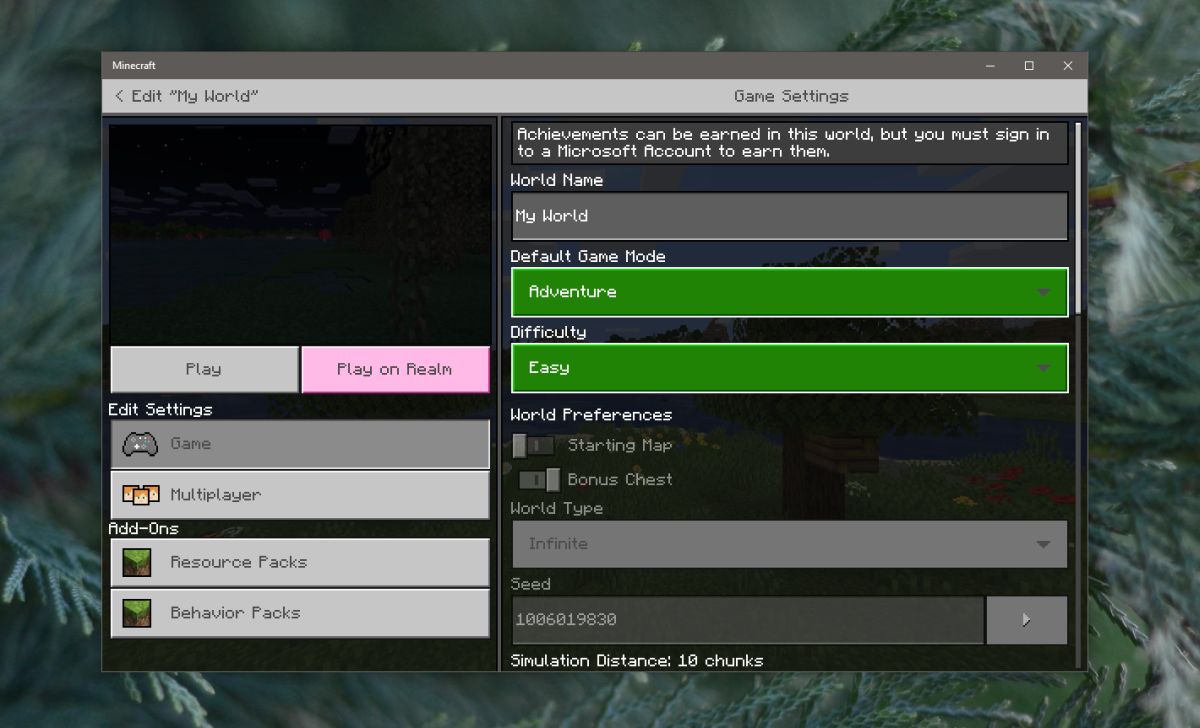 Minecraft
Edit "My World"
Game Settings
Play
Play on Realm
Edit Settings
Game
Multiplayer
Add-Ons
Resource Packs
Behavior Packs
Achievements can be earned in this world, but you must sign in
to a Microsoft Account to earn them.
World Name
My World
Default Game Mode
Adventure
Difficulty
Easy
World Preferences
Starting Map
Bonus Chest
World Type
Infinite
Seed
1006019830
Simulation Distance: 10 chunks